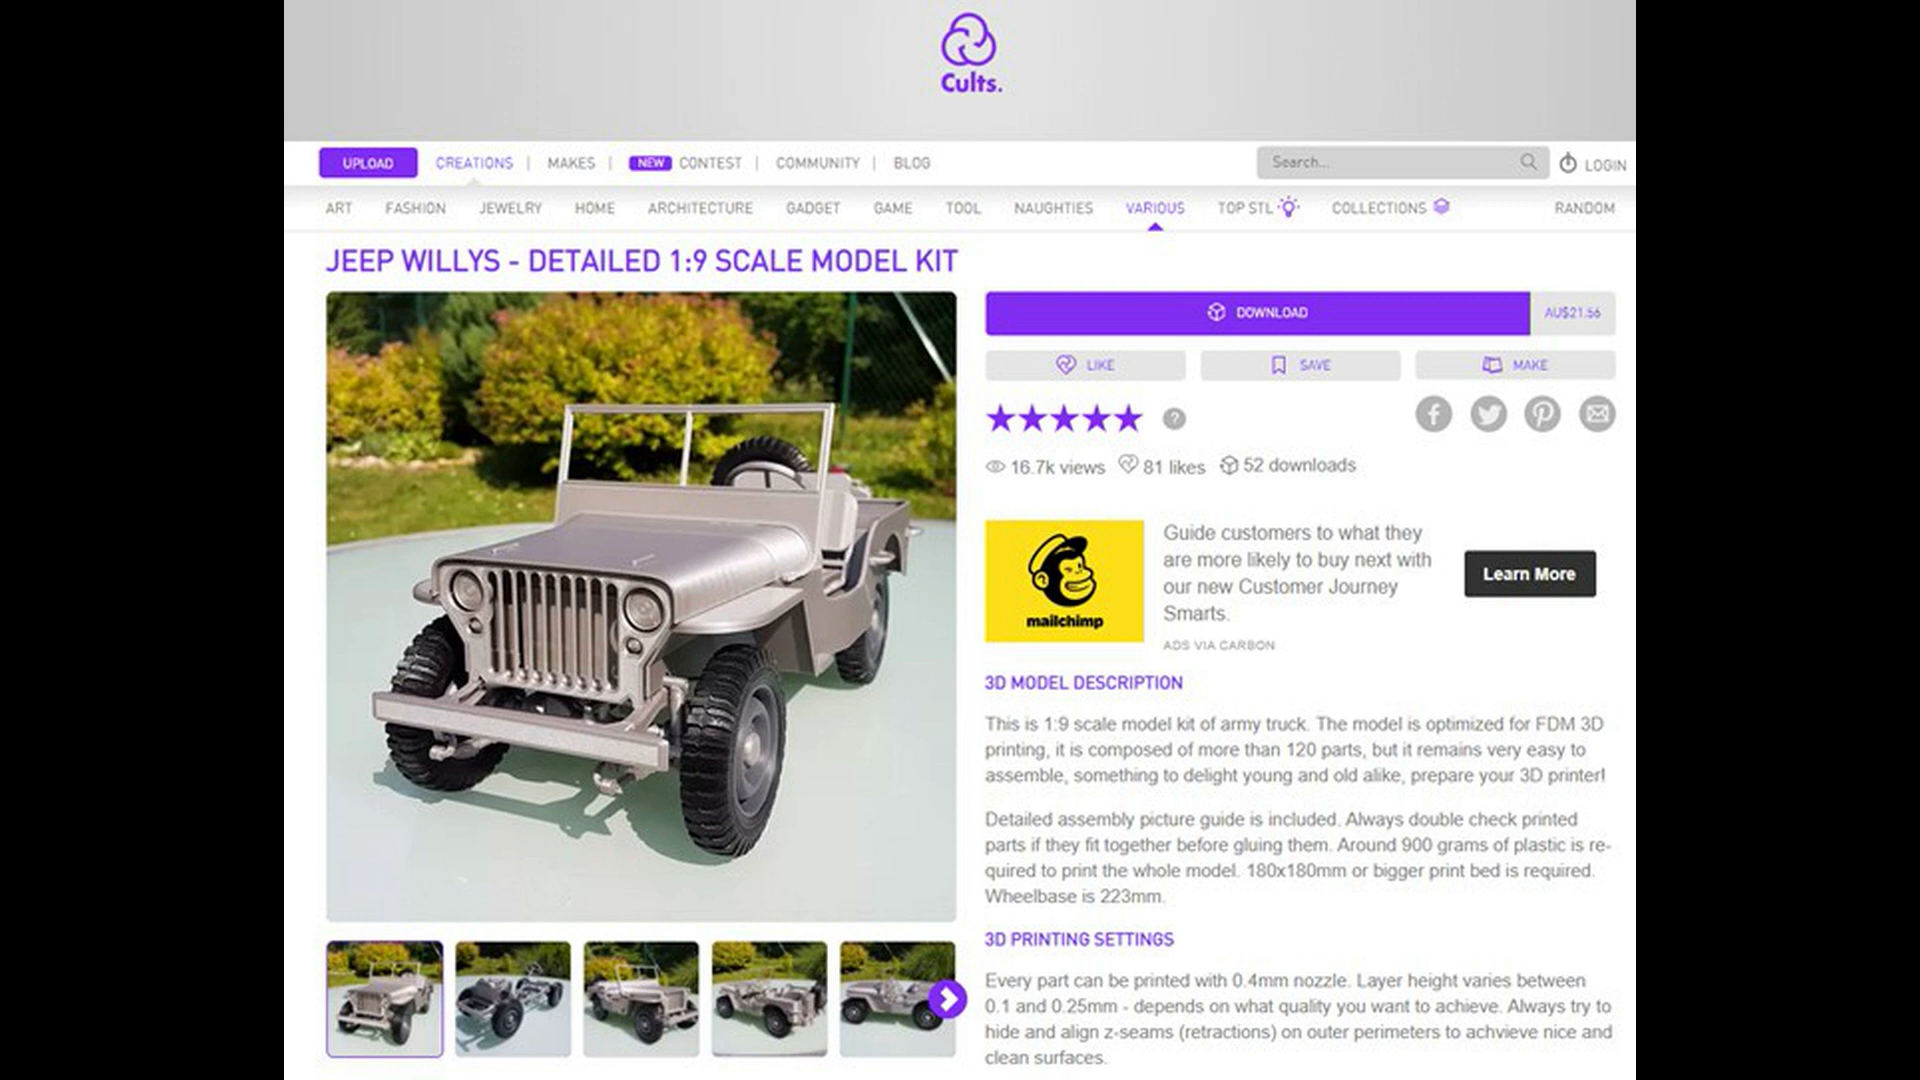 Cults.
UPLOAD CREATIONS | MAKES | NEW CONTEST | COMMUNITY | BLOG Search... LOGIN
ART FASHION JEWELRY HOME ARCHITECTURE GADGET GAME TOOL NAUGHTIES VARIOUS TOP STL COLLECTIONS RANDOM
JEEP WILLYS - DETAILED 1:9 SCALE MODEL KIT
DOWNLOAD AU$21.56
LIKE SAVE MAKE
?
16.7k views 81 likes 52 downloads
mailchimp
Guide customers to what they
are more likely to buy next with
our new Customer Journey
Smarts.
Learn More
ADS VIA CARBON
3D MODEL DESCRIPTION
This is 1:9 scale model kit of army truck. The model is optimized for FDM 3D
printing, it is composed of more than 120 parts, but it remains very easy to
assemble, something to delight young and old alike, prepare your 3D printer!
Detailed assembly picture guide is included. Always double check printed
parts if they fit together before gluing them. Around 900 grams of plastic is re-
quired to print the whole model. 180x180mm or bigger print bed is required.
Wheelbase is 223mm.
3D PRINTING SETTINGS
Every part can be printed with 0.4mm nozzle. Layer height varies between
0.1 and 0.25mm - depends on what quality you want to achieve. Always try to
hide and align z-seams (retractions) on outer perimeters to achvieve nice and
clean surfaces.